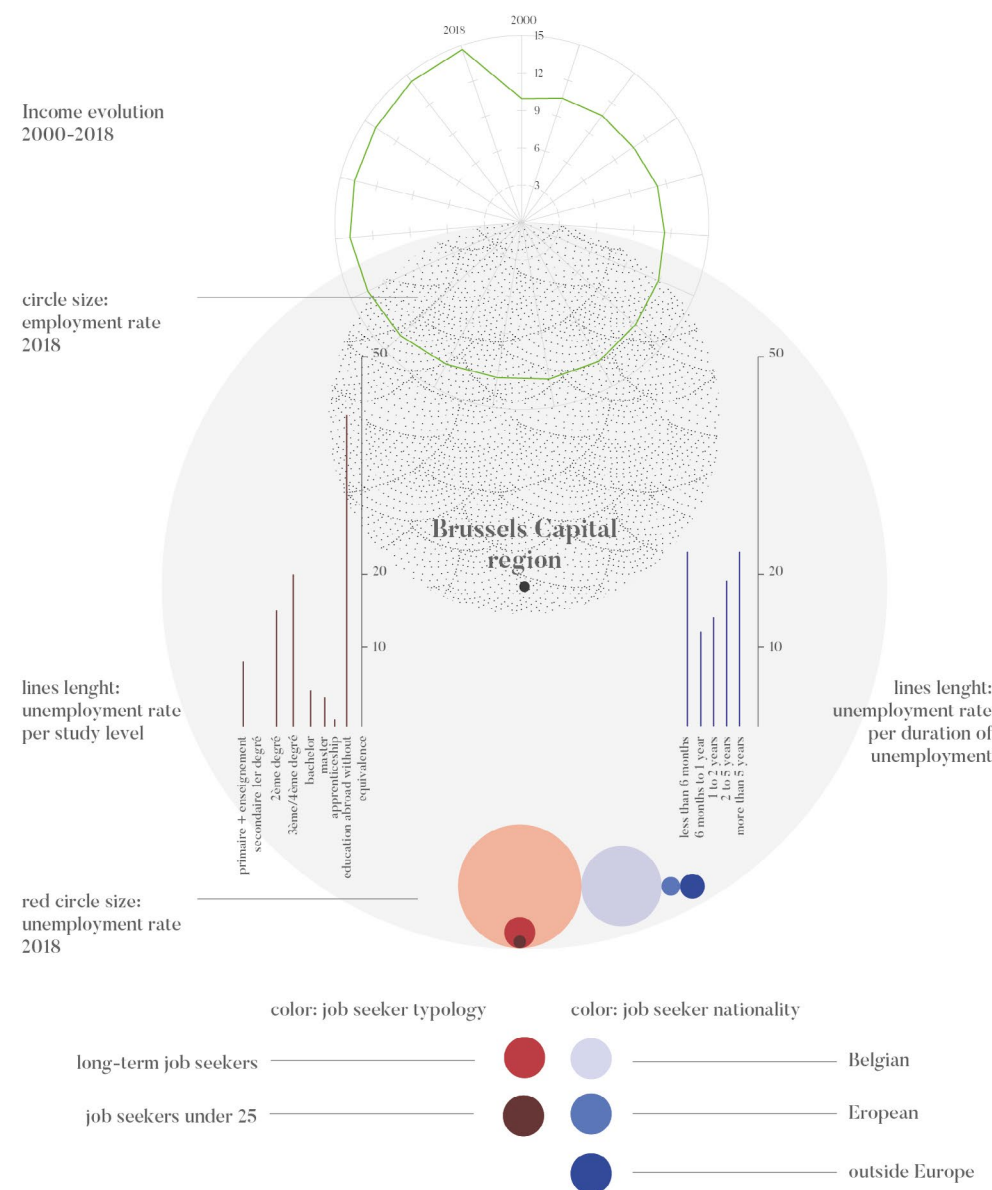 2000
2018
15
12
9
6
3
Income evolution
2000-2018
circle size:
employment rate
2018
50
50
Brussels Capital
region
20
20
10
10
lines lenght:
unemployment rate
per study level
lines lenght:
unemployment rate
per duration of
unemployment
primaire + enseignement
secondaire 1er degré
2ème degré
3ème/4ème degré
bachelor
master
apprenticeship
education abroad without
equivalence
less than 6 months
6 months to 1 year
1 to 2 years
2 to 5 years
more than 5 years
red circle size:
unemployment rate
2018
color: job seeker typology
color: job seeker nationality
long-term job seekers
Belgian
job seekers under 25
Eropean
outside Europe